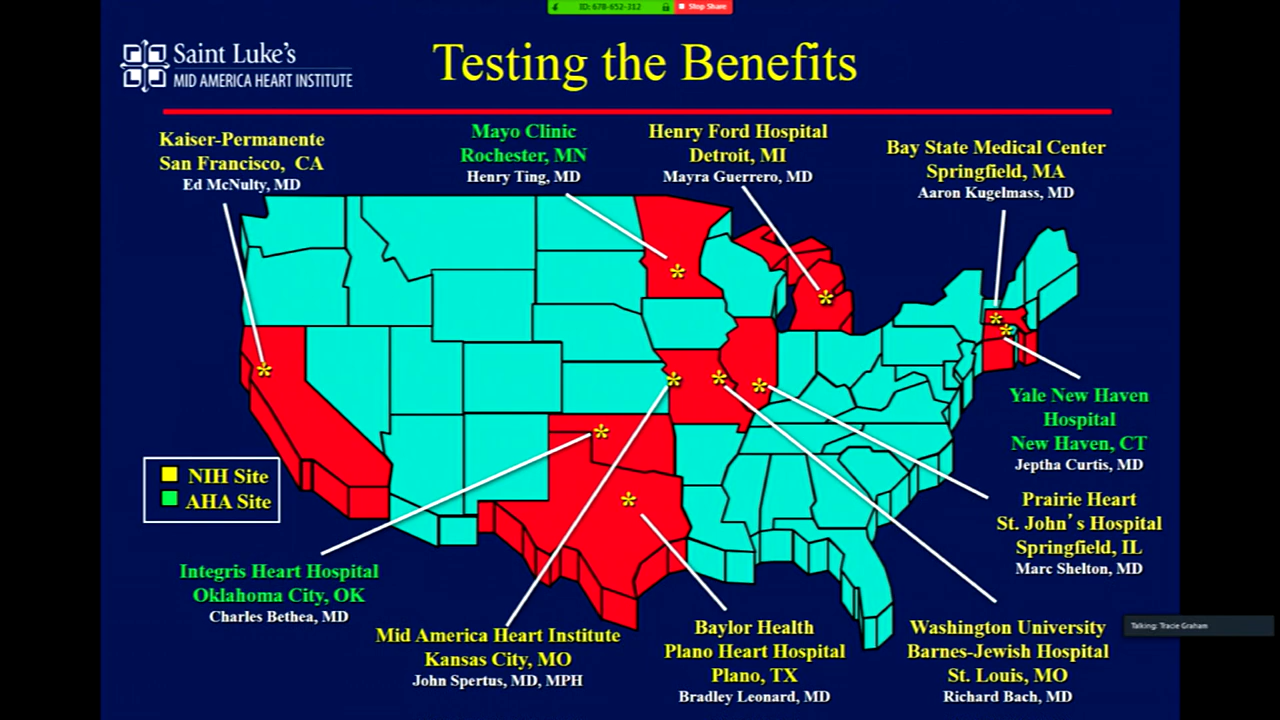 ID: 678-652-312
Stop Share
Saint Luke's
MID AMERICA HEART INSTITUTE
Testing the Benefits
Kaiser-Permanente
San Francisco, CA
Ed McNulty, MD
Mayo Clinic
Rochester, MN
Henry Ting, MD
Henry Ford Hospital
Detroit, MI
Mayra Guerrero, MD
Bay State Medical Center
Springfield, MA
Aaron Kugelmass, MD
Yale New Haven
Hospital
New Haven, CT
Jeptha Curtis, MD
NIH Site
AHA Site
Prairie Heart
St. John's Hospital
Springfield, IL
Marc Shelton, MD
Integris Heart Hospital
Oklahoma City, OK
Charles Bethea, MD
Mid America Heart Institute
Kansas City, MO
John Spertus, MD, MPH
Baylor Health
Plano Heart Hospital
Plano, TX
Bradley Leonard, MD
Washington University
Barnes-Jewish Hospital
St. Louis, MO
Richard Bach, MD
Talking: Tracie Graham